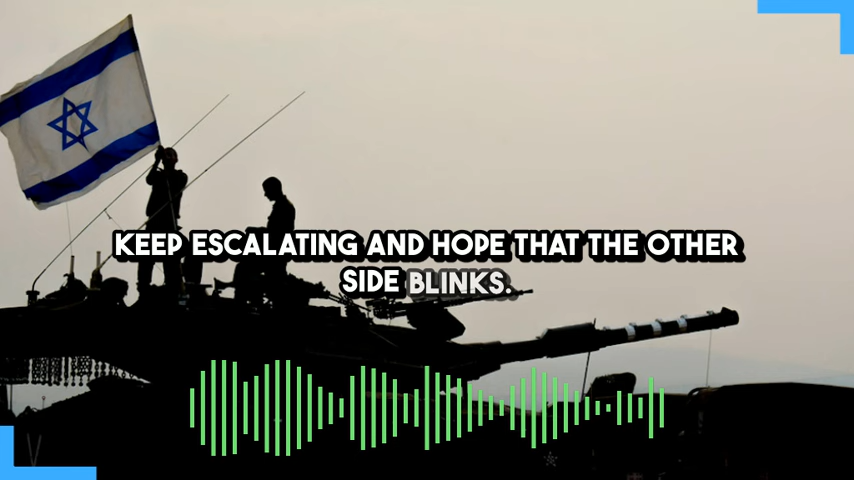 KEEP ESCALATING AND HOPE THAT THE OTHER
SIDE BLINKS.